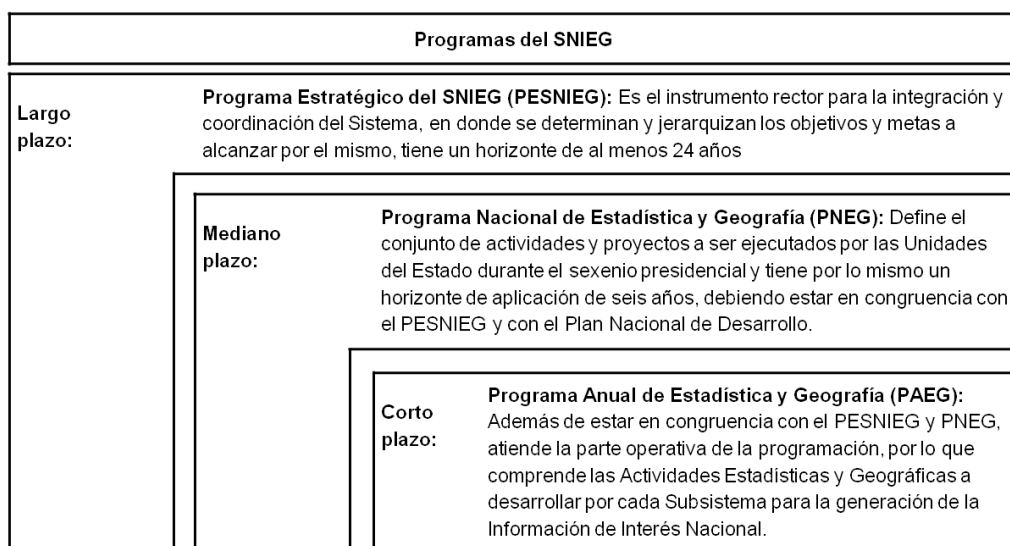 Programas del SNIEG
Largo
plazo:
Programa Estratégico del SNIEG (PESNIEG): Es el instrumento rector para la integración y
coordinación del Sistema, en donde se determinan y jerarquizan los objetivos y metas a
alcanzar por el mismo, tiene un horizonte de al menos 24 años
Mediano
plazo:
Programa Nacional de Estadística y Geografía (PNEG): Define el
conjunto de actividades y proyectos a ser ejecutados por las Unidades
del Estado durante el sexenio presidencial y tiene por lo mismo un
horizonte de aplicación de seis años, debiendo estar en congruencia con
el PESNIEG y con el Plan Nacional de Desarrollo.
Corto
plazo:
Programa Anual de Estadística y Geografía (PAEG):
Además de estar en congruencia con el PESNIEG y PNEG,
atiende la parte operativa de la programación, por lo que
comprende las Actividades Estadísticas y Geográficas a
desarrollar por cada Subsistema para la generación de la
Información de Interés Nacional.